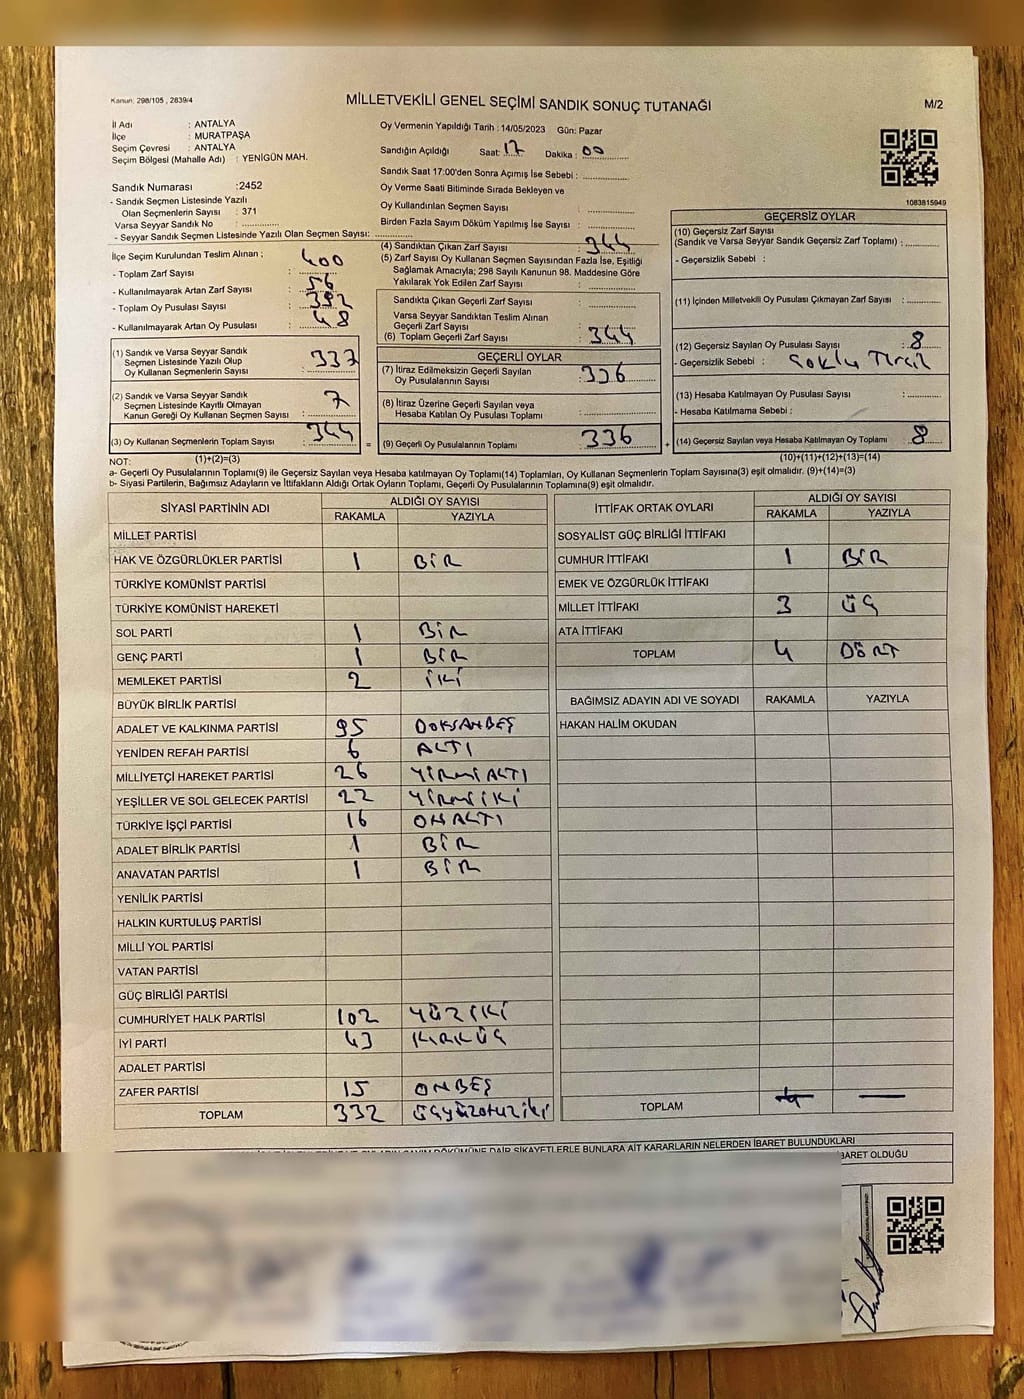 Kanun: 298/105 , 2839/4
MİLLETVEKİLİ GENEL SEÇİMİ SANDIK SONUÇ TUTANAĞI
M/2
İl Adı : ANTALYA
İlçe : MURATPAŞA
Seçim Çevresi : ANTALYA
Seçim Bölgesi (Mahalle Adı) : YENİGÜN MAH.
Sandık Numarası :2452
- Sandık Seçmen Listesinde Yazılı
Olan Seçmenlerin Sayısı : 371
Varsa Seyyar Sandık No :
- Seyyar Sandık Seçmen Listesinde Yazılı Olan Seçmen Sayısı:
Oy Vermenin Yapıldığı Tarih : 14/05/2023 Gün: Pazar
Sandığın Açıldığı Saat: 17 Dakika : 00
Sandık Saat 17:00'den Sonra Açımış İse Sebebi :
Oy Verme Saati Bitiminde Sırada Bekleyen ve
Oy Kullandırılan Seçmen Sayısı :
Birden Fazla Sayım Döküm Yapılmış İse Sayısı :
1083815949
İlçe Seçim Kurulundan Teslim Alınan ;
- Toplam Zarf Sayısı : 400
- Kullanılmayarak Artan Zarf Sayısı : 56
- Toplam Oy Pusulası Sayısı : 392
- Kullanılmayarak Artan Oy Pusulası : 48
(1) Sandık ve Varsa Seyyar Sandık
Seçmen Listesinde Yazılı Olup
Oy Kullanan Seçmenlerin Sayısı : 337
(2) Sandık ve Varsa Seyyar Sandık
Seçmen Listesinde Kayıtlı Olmayan
Kanun Gereği Oy Kullanan Seçmen Sayısı : 7
(3) Oy Kullanan Seçmenlerin Toplam Sayısı : 344
(1)+(2)=(3)
(4) Sandıktan Çıkan Zarf Sayısı : 344
(5) Zarf Sayısı Oy Kullanan Seçmen Sayısından Fazla İse, Eşitliği
Sağlamak Amacıyla; 298 Sayılı Kanunun 98. Maddesine Göre
Yakılarak Yok Edilen Zarf Sayısı :
Sandıkta Çıkan Geçerli Zarf Sayısı :
Varsa Seyyar Sandıktan Teslim Alınan
Geçerli Zarf Sayısı :
(6) Toplam Geçerli Zarf Sayısı : 344
GEÇERLİ OYLAR
(7) İtiraz Edilmeksizin Geçerli Sayılan
Oy Pusulalarının Sayısı : 336
(8) İtiraz Üzerine Geçerli Sayılan veya
Hesaba Katılan Oy Pusulası Toplamı :
= (9) Geçerli Oy Pusulalarının Toplamı : 336 +
GEÇERSİZ OYLAR
(10) Geçersiz Zarf Sayısı
(Sandık ve Varsa Seyyar Sandık Geçersiz Zarf Toplamı) :
- Geçersizlik Sebebi :
(11) İçinden Milletvekili Oy Pusulası Çıkmayan Zarf Sayısı :
(12) Geçersiz Sayılan Oy Pusulası Sayısı : 8
- Geçersizlik Sebebi :
(13) Hesaba Katılmayan Oy Pusulası Sayısı :
- Hesaba Katılmama Sebebi :
(14) Geçersiz Sayılan veya Hesaba Katılmayan Oy Toplamı : 8
(10)+(11)+(12)+(13)=(14)
NOT:
a- Geçerli Oy Pusulalarının Toplamı(9) ile Geçersiz Sayılan veya Hesaba katılmayan Oy Toplamı(14) Toplamları, Oy Kullanan Seçmenlerin Toplam Sayısına(3) eşit olmalıdır. (9)+(14)=(3)
b- Siyasi Partilerin, Bağımsız Adayların ve İttifakların Aldığı Ortak Oyların Toplamı, Geçerli Oy Pusulalarının Toplamına(9) eşit olmalıdır.
SİYASİ PARTİNİN ADI ALDIĞI OY SAYISI
RAKAMLA YAZIYLA
MİLLET PARTİSİ
HAK VE ÖZGÜRLÜKLER PARTİSİ 1 BİR
TÜRKİYE KOMÜNİST PARTİSİ
TÜRKİYE KOMÜNİST HAREKETİ
SOL PARTİ 1 BİR
GENÇ PARTİ 1 BİR
MEMLEKET PARTİSİ 2 İKİ
BÜYÜK BİRLİK PARTİSİ
ADALET VE KALKINMA PARTİSİ 95 DOKSANBEŞ
YENİDEN REFAH PARTİSİ 6 ALTI
MİLLİYETÇİ HAREKET PARTİSİ 26 YİRMİALTI
YEŞİLLER VE SOL GELECEK PARTİSİ 22 YİRMİİKİ
TÜRKİYE İŞÇİ PARTİSİ 16 ONALTI
ADALET BİRLİK PARTİSİ 1 BİR
ANAVATAN PARTİSİ 1 BİR
YENİLİK PARTİSİ
HALKIN KURTULUŞ PARTİSİ
MİLLİ YOL PARTİSİ
VATAN PARTİSİ
GÜÇ BİRLİĞİ PARTİSİ
CUMHURİYET HALK PARTİSİ 102 YÜZİKİ
İYİ PARTİ 43 KIRKÜÇ
ADALET PARTİSİ
ZAFER PARTİSİ 15 ONBEŞ
TOPLAM 332 üçyüzotuziki
İTTİFAK ORTAK OYLARI ALDIĞI OY SAYISI
RAKAMLA YAZIYLA
SOSYALİST GÜÇ BİRLİĞİ İTTİFAKI
CUMHUR İTTİFAKI 1 BİR
EMEK VE ÖZGÜRLÜK İTTİFAKI
MİLLET İTTİFAKI 3 ÜÇ
ATA İTTİFAKI
TOPLAM 4 DÖRT
BAĞIMSIZ ADAYIN ADI VE SOYADI RAKAMLA YAZIYLA
HAKAN HALİM OKUDAN
TOPLAM
DÖKÜMÜNE DAİR ŞİKAYETLERLE BUNLARA AİT KARARLARIN NELERDEN İBARET BULUNDUKLARI
İBARET OLDUĞU